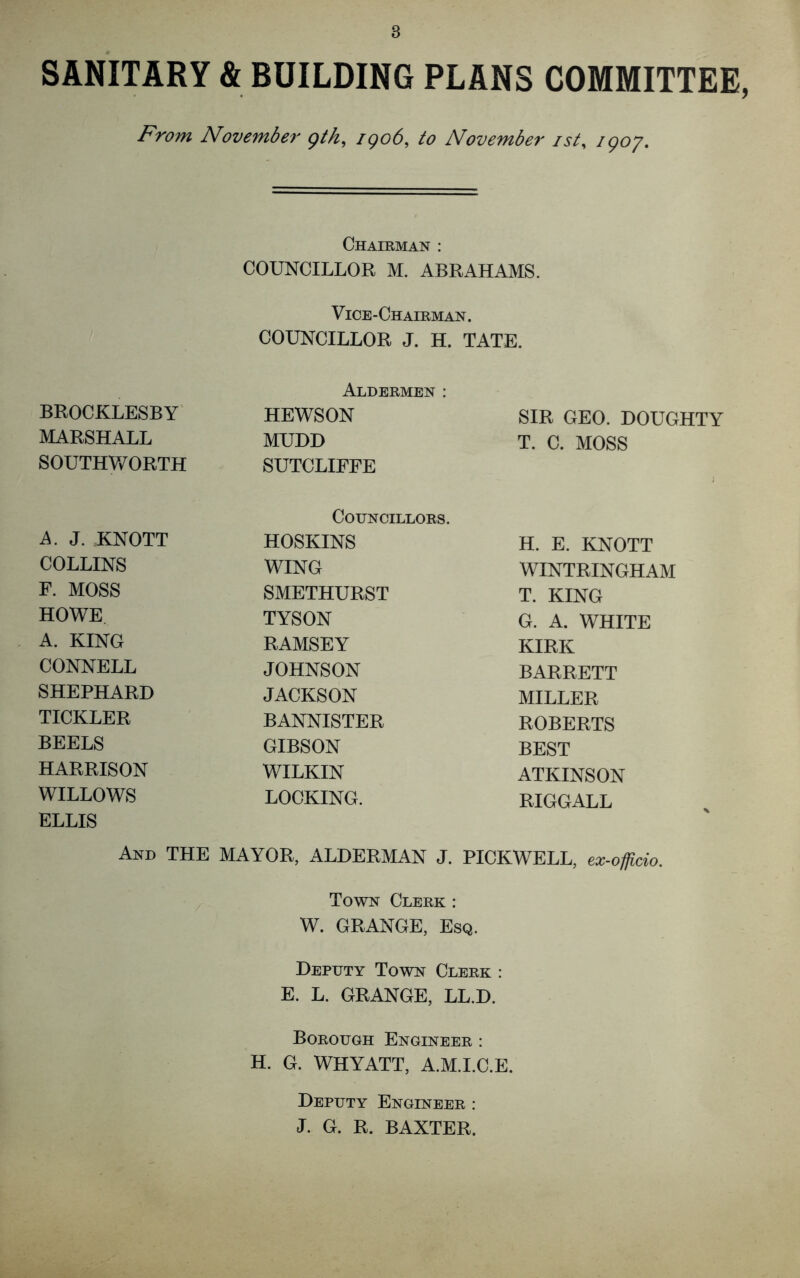 3
SANITARY & BUILDING PLANS COMMITTEE,
From November 9th, 1906, to November 1st, 1907.
CHAIRMAN :
COUNCILLOR M. ABRAHAMS.
VICE-CHAIRMAN.
COUNCILLOR J. H. TATE.
ALDERMEN :
BROCKLESBY HEWSON SIR GEO. DOUGHTY
MARSHALL MUDD T. C. MOSS
SOUTHWORTH SUTCLIFFE
COUNCILLORS.
A. J. KNOTT HOSKINS H. E. KNOTT
COLLINS WING WINTRINGHAM
F. MOSS SMETHURST T. KING
HOWE TYSON G. A. WHITE
A. KING RAMSEY KIRK
CONNELL JOHNSON BARRETT
SHEPHARD JACKSON MILLER
TICKLER BANNISTER ROBERTS
BEELS GIBSON BEST
HARRISON WILKIN ATKINSON
WILLOWS LOCKING. RIGGALL
ELLIS
AND THE MAYOR, ALDERMAN J. PICKWELL, ex-officio.
TOWN CLERK :
W. GRANGE, ESQ.
DEPUTY TOWN CLERK :
E. L. GRANGE, LL.D.
BOROUGH ENGINEER :
H. G. WHYATT, A.M.I.C.E.
DEPUTY ENGINEER :
J. G. R. BAXTER.